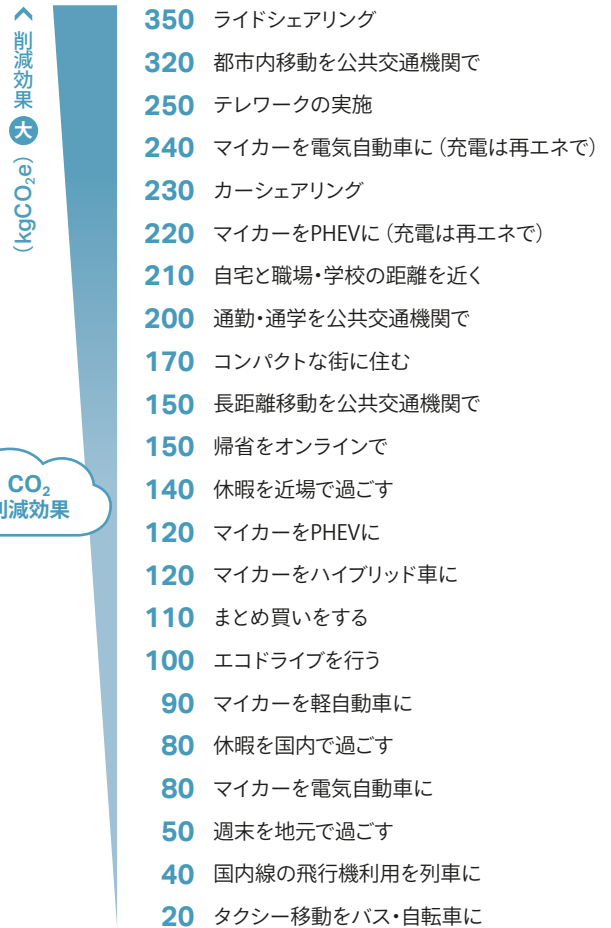 削減効果 大 (kgCO₂e)
350 ライドシェアリング
320 都市内移動を公共交通機関で
250 テレワークの実施
240 マイカーを電気自動車に（充電は再エネで）
230 カーシェアリング
220 マイカーをPHEVに（充電は再エネで）
210 自宅と職場・学校の距離を近く
200 通勤・通学を公共交通機関で
170 コンパクトな街に住む
150 長距離移動を公共交通機関で
150 帰省をオンラインで
140 休暇を近場で過ごす
120 マイカーをPHEVに
120 マイカーをハイブリッド車に
110 まとめ買いをする
100 エコドライブを行う
90 マイカーを軽自動車に
80 休暇を国内で過ごす
80 マイカーを電気自動車に
50 週末を地元で過ごす
40 国内線の飛行機利用を列車に
20 タクシー移動をバス・自転車に
CO₂
削減効果